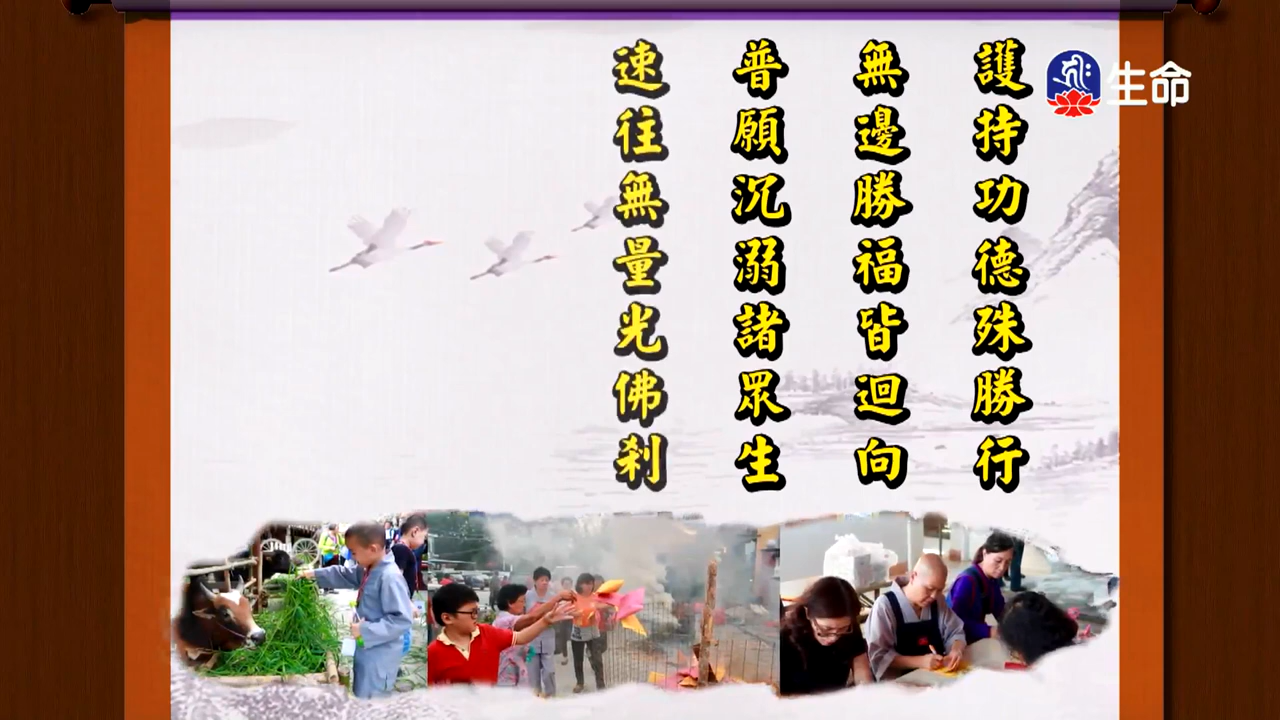 護持功德殊勝行
無邊勝福皆迴向
普願沉溺諸眾生
速往無量光佛剎
生命